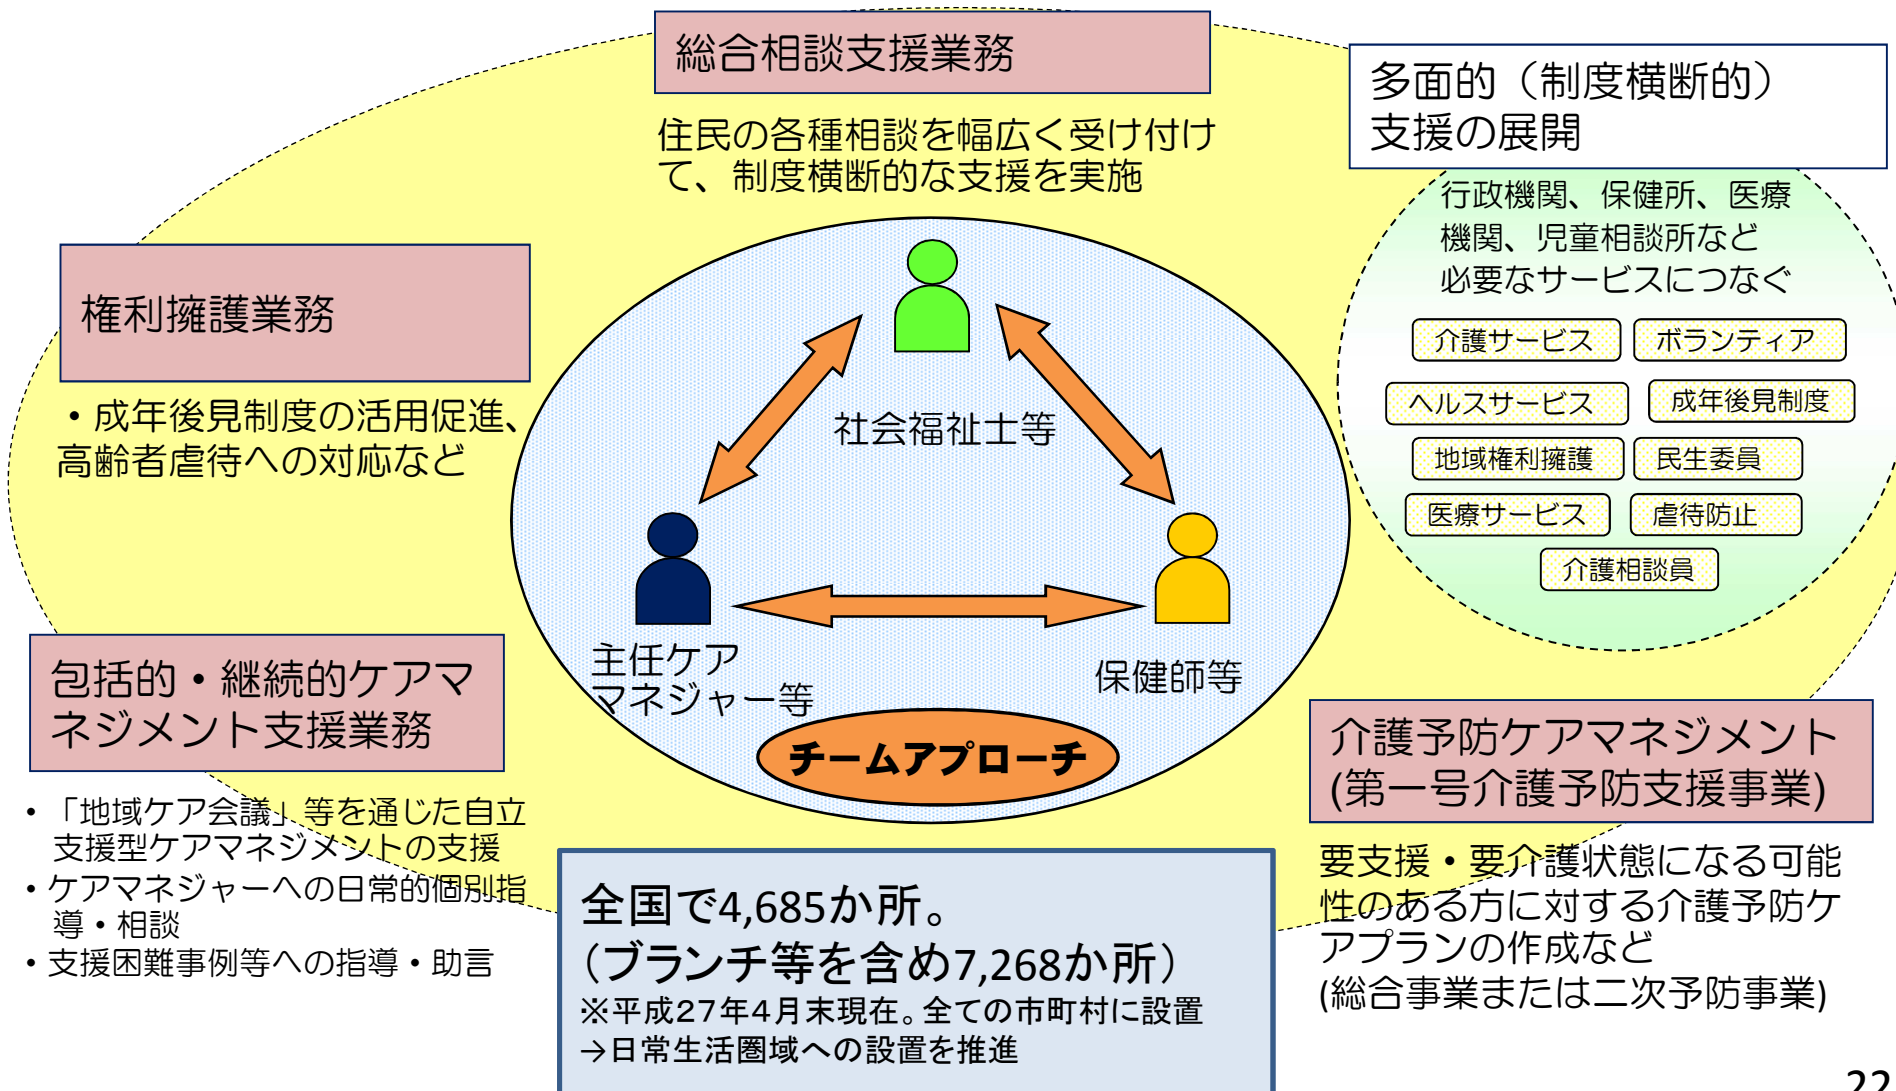 総合相談支援業務
住民の各種相談を幅広く受け付け
て、制度横断的な支援を実施
多面的（制度横断的）
支援の展開
行政機関、保健所、医療
機関、児童相談所など
必要なサービスにつなぐ
介護サービス
ボランティア
ヘルスサービス
成年後見制度
地域権利擁護
民生委員
医療サービス
虐待防止
介護相談員
権利擁護業務
・成年後見制度の活用促進、
高齢者虐待への対応など
社会福祉士等
主任ケア
マネジャー等
保健師等
チームアプローチ
包括的・継続的ケアマ
ネジメント支援業務
・「地域ケア会議」等を通じた自立
支援型ケアマネジメントの支援
・ケアマネジャーへの日常的個別指
導・相談
・支援困難事例等への指導・助言
介護予防ケアマネジメント
(第一号介護予防支援事業)
要支援・要介護状態になる可能
性のある方に対する介護予防ケ
アプランの作成など
(総合事業または二次予防事業)
全国で4,685か所。
（ブランチ等を含め7,268か所）
※平成２７年４月末現在。全ての市町村に設置
→日常生活圏域への設置を推進
22